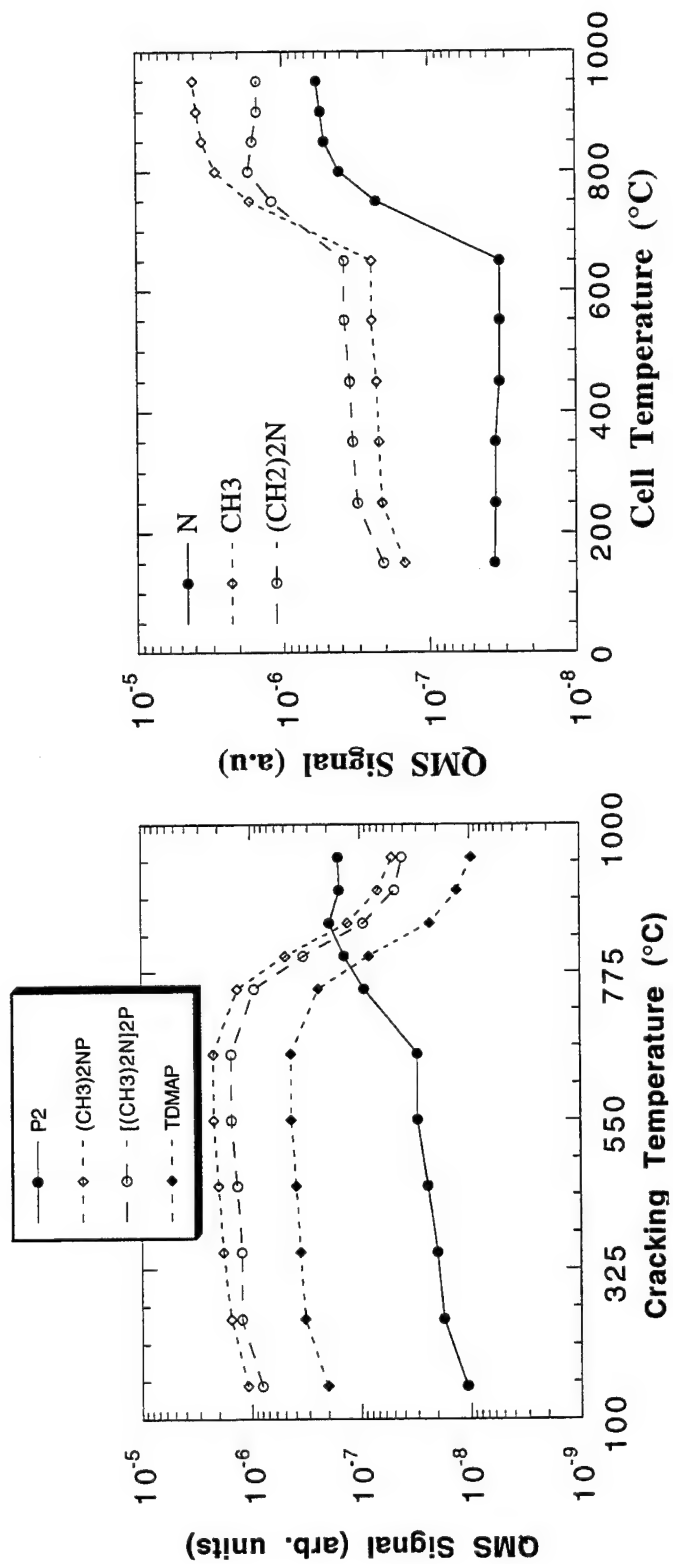 P2
(CH3)2NP
[(CH3)2N]2P
TDMAP
QMS Signal (arb. units)
10-5
10-6
10-7
10-8
10-9
100
325
550
775
1000
Cracking Temperature (°C)
N
CH3
(CH2)2N
QMS Signal (a.u)
10-5
10-6
10-7
10-8
0
200
400
600
800
1000
Cell Temperature (°C)